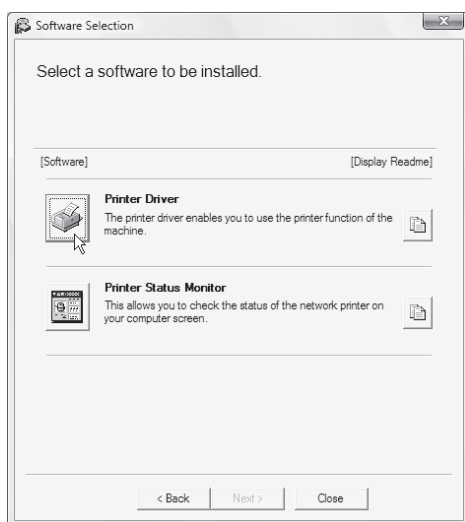 Software Selection
Select a software to be installed.
[Software] [Display Readme]
Printer Driver
The printer driver enables you to use the printer function of the
machine.
Printer Status Monitor
This allows you to check the status of the network printer on
your computer screen.
< Back Next > Close